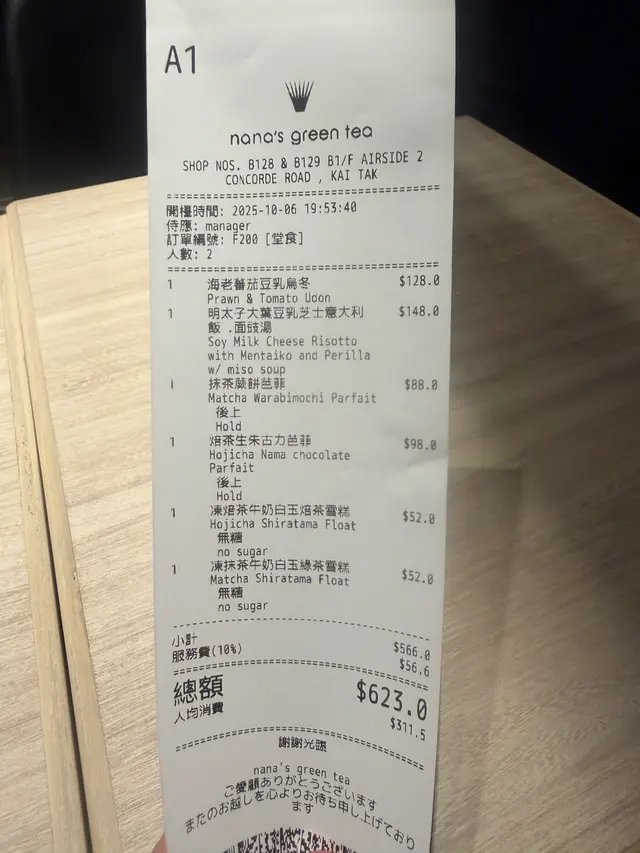 A1
nana's green tea
SHOP NOS. B128 & B129 B1/F AIRSIDE 2
CONCORDE ROAD , KAI TAK
開檯時間: 2025-10-06 19:53:40
侍應: manager
訂單編號: F200 [堂食]
人數: 2
1 海老蕃茄豆乳烏冬 $128.0
Prawn & Tomato Udon
1 明太子大葉豆乳芝士意大利 $148.0
飯 .面豉湯
Soy Milk Cheese Risotto
with Mentaiko and Perilla
w/ miso soup
1 抹茶蕨餅芭菲 $88.0
Matcha Warabimochi Parfait
後上
Hold
1 焙茶生朱古力芭菲 $98.0
Hojicha Nama chocolate
Parfait
後上
Hold
1 凍焙茶牛奶白玉焙茶雪糕 $52.0
Hojicha Shiratama Float
無糖
no sugar
1 凍抹茶牛奶白玉綠茶雪糕 $52.0
Matcha Shiratama Float
無糖
no sugar
小計 $566.0
服務費(10%) $56.6
總額 $623.0
人均消費 $311.5
謝謝光臨
nana's green tea
ご愛顧ありがとうございます
またのお越しを心よりお待ち申し上げており
ます